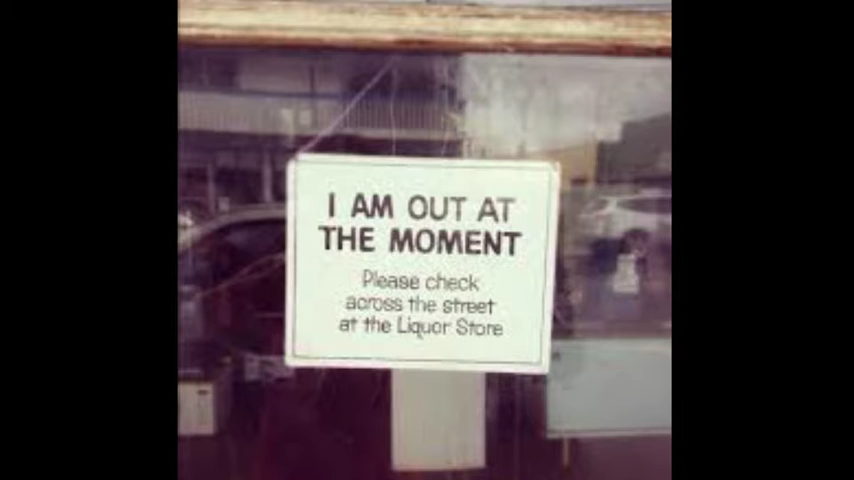 I AM OUT AT
THE MOMENT
Please check
across the street
at the Liquor Store